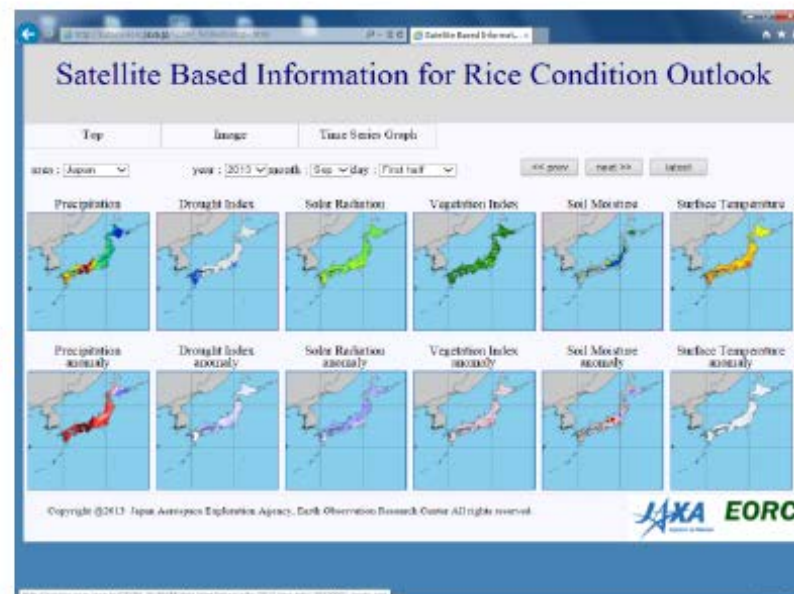 Satellite Based Informat...
Satellite Based Information for Rice Condition Outlook
Top Image Time Series Graph
area : Japan year : 2013 month : Sep day : First half << prev next >> latest
Precipitation Drought Index Solar Radiation Vegetation Index Soil Moisture Surface Temperature
Precipitation anomaly Drought Index anomaly Solar Radiation anomaly Vegetation Index anomaly Soil Moisture anomaly Surface Temperature anomaly
Copyright @2013 Japan Aerospace Exploration Agency, Earth Observation Research Center All rights reserved.
JAXA EORC